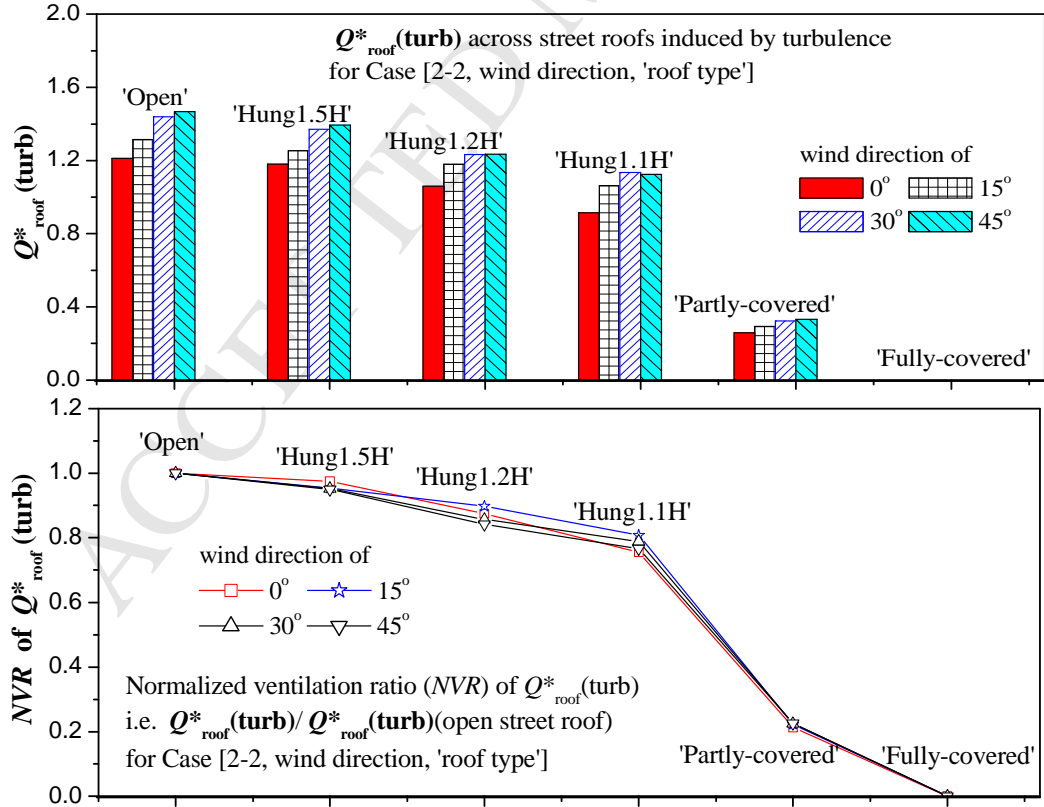 2.0
1.6
1.2
0.8
0.4
0.0
Q*roof(turb)
Q*roof(turb) across street roofs induced by turbulence
for Case [2-2, wind direction, 'roof type']
'Open'
'Hung1.5H'
'Hung1.2H'
'Hung1.1H'
'Partly-covered'
'Fully-covered'
wind direction of
0° 15°
30° 45°
1.2
1.0
0.8
0.6
0.4
0.2
0.0
NVR of Q*roof(turb)
'Open'
'Hung1.5H'
'Hung1.2H'
'Hung1.1H'
wind direction of
0° 15°
30° 45°
Normalized ventilation ratio (NVR) of Q*roof(turb)
i.e. Q*roof(turb)/ Q*roof(turb)(open street roof)
for Case [2-2, wind direction, 'roof type']
'Partly-covered'
'Fully-covered'